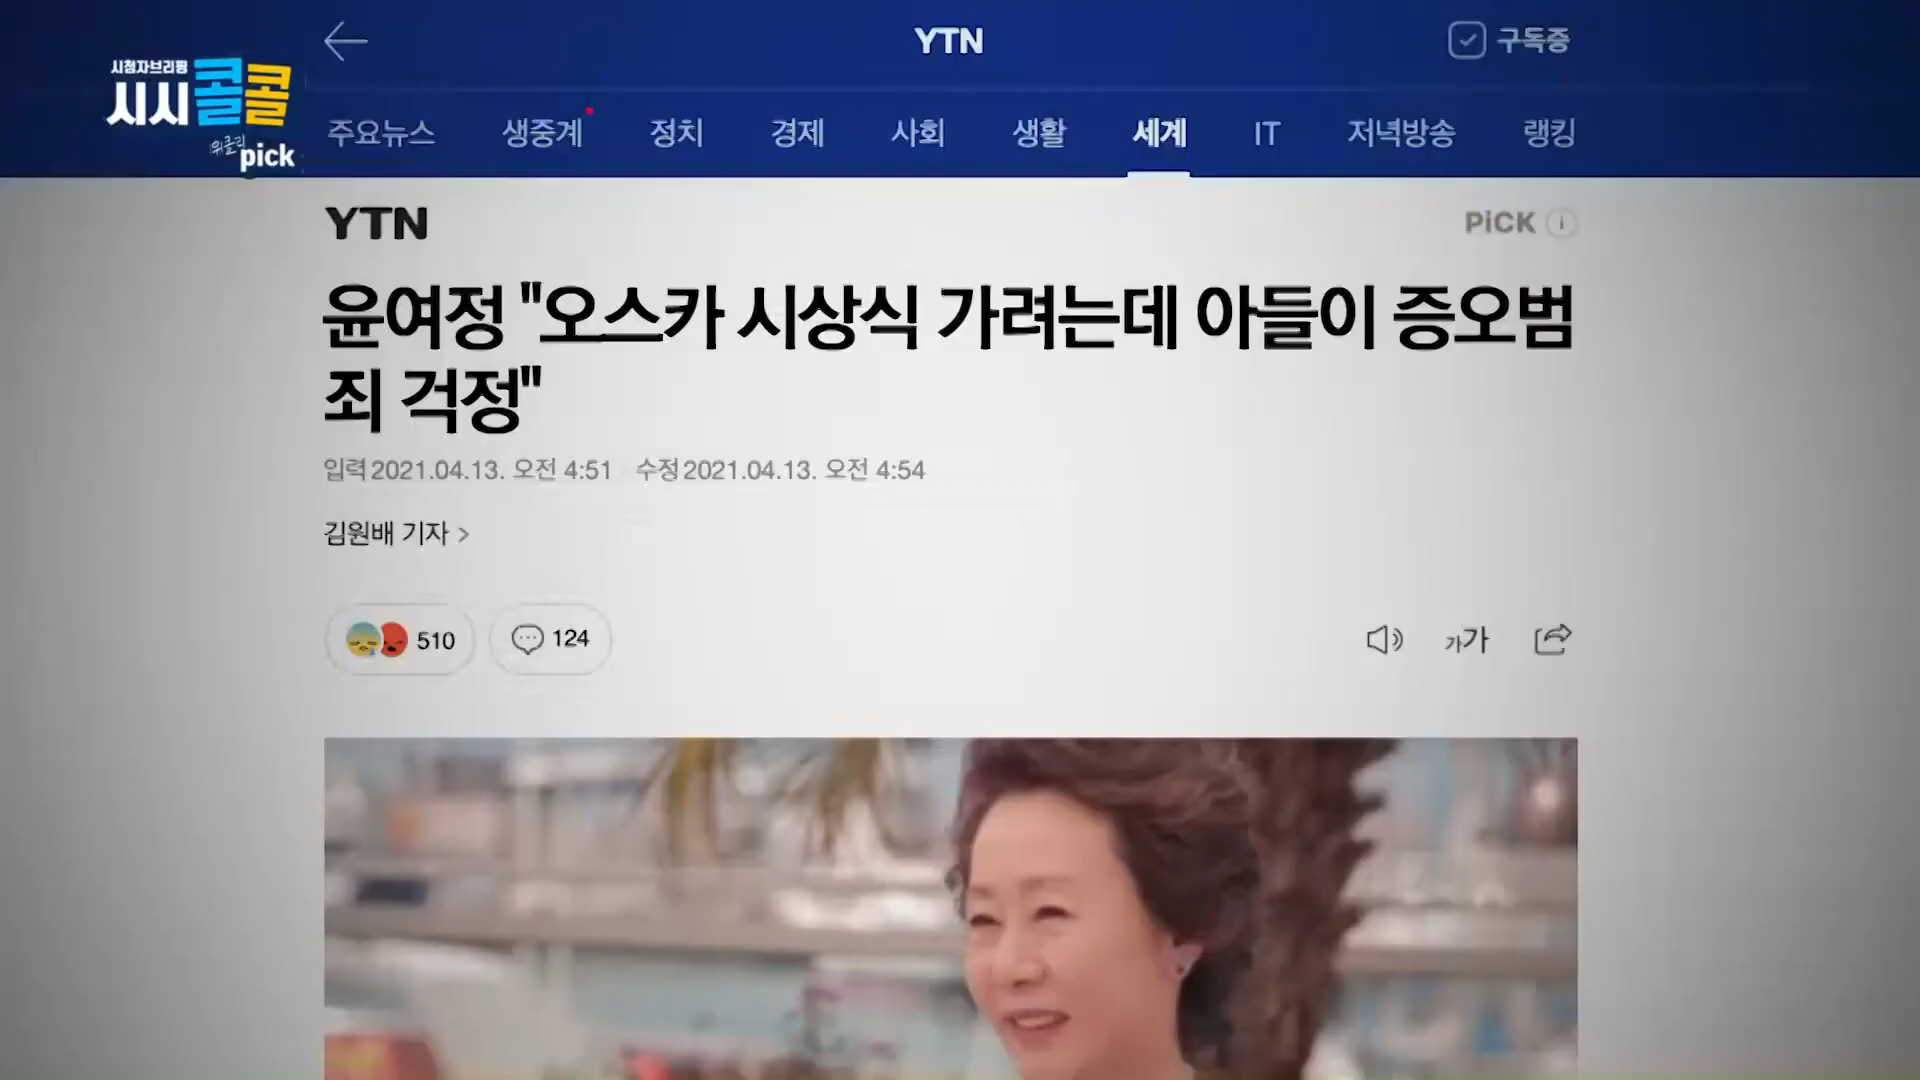 시청자브리핑
시시콜콜
위클리
pick
YTN
구독중
주요뉴스 생중계 정치 경제 사회 생활 세계 IT 저녁방송 랭킹
YTN
PiCK
윤여정 "오스카 시상식 가려는데 아들이 증오범
죄 걱정"
입력 2021.04.13. 오전 4:51 수정 2021.04.13. 오전 4:54
김원배 기자 >
510
124
가가